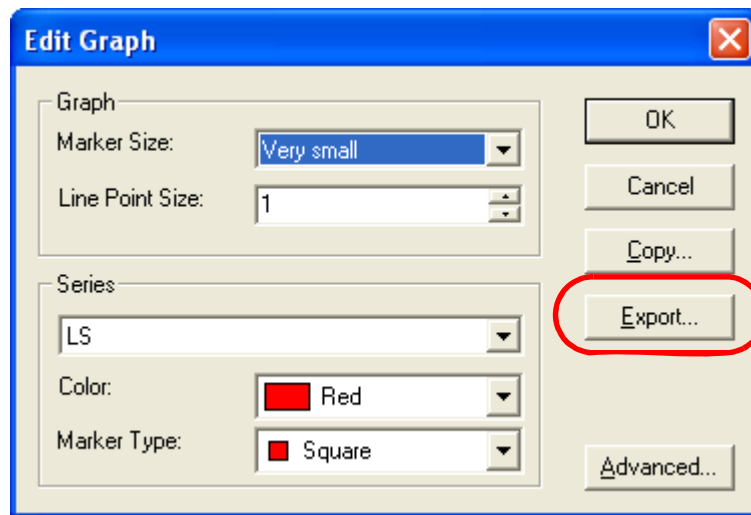 Edit Graph
Graph
Marker Size:
Very small
Line Point Size:
1
Series
LS
Color:
Red
Marker Type:
Square
OK
Cancel
Copy...
Export...
Advanced...